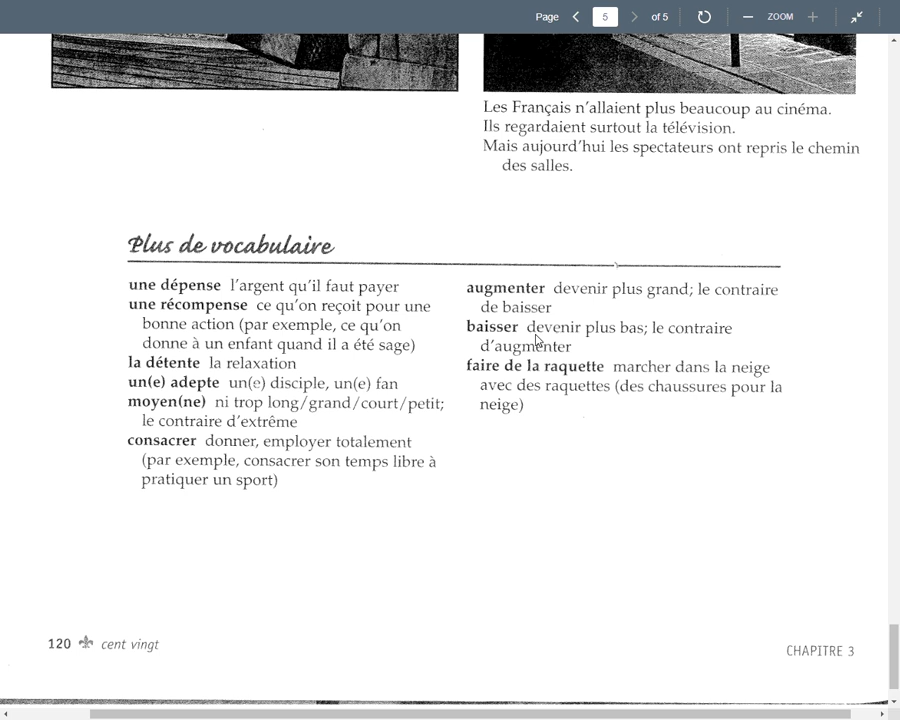 Page 5 of 5 ZOOM
Les Français n'allaient plus beaucoup au cinéma.
Ils regardaient surtout la télévision.
Mais aujourd'hui les spectateurs ont repris le chemin
des salles.
Plus de vocabulaire
une dépense l'argent qu'il faut payer
une récompense ce qu'on reçoit pour une
bonne action (par exemple, ce qu'on
donne à un enfant quand il a été sage)
la détente la relaxation
un(e) adepte un(e) disciple, un(e) fan
moyen(ne) ni trop long/grand/court/petit;
le contraire d'extrême
consacrer donner, employer totalement
(par exemple, consacrer son temps libre à
pratiquer un sport)
augmenter devenir plus grand; le contraire
de baisser
baisser devenir plus bas; le contraire
d'augmenter
faire de la raquette marcher dans la neige
avec des raquettes (des chaussures pour la
neige)
120 cent vingt
CHAPITRE 3